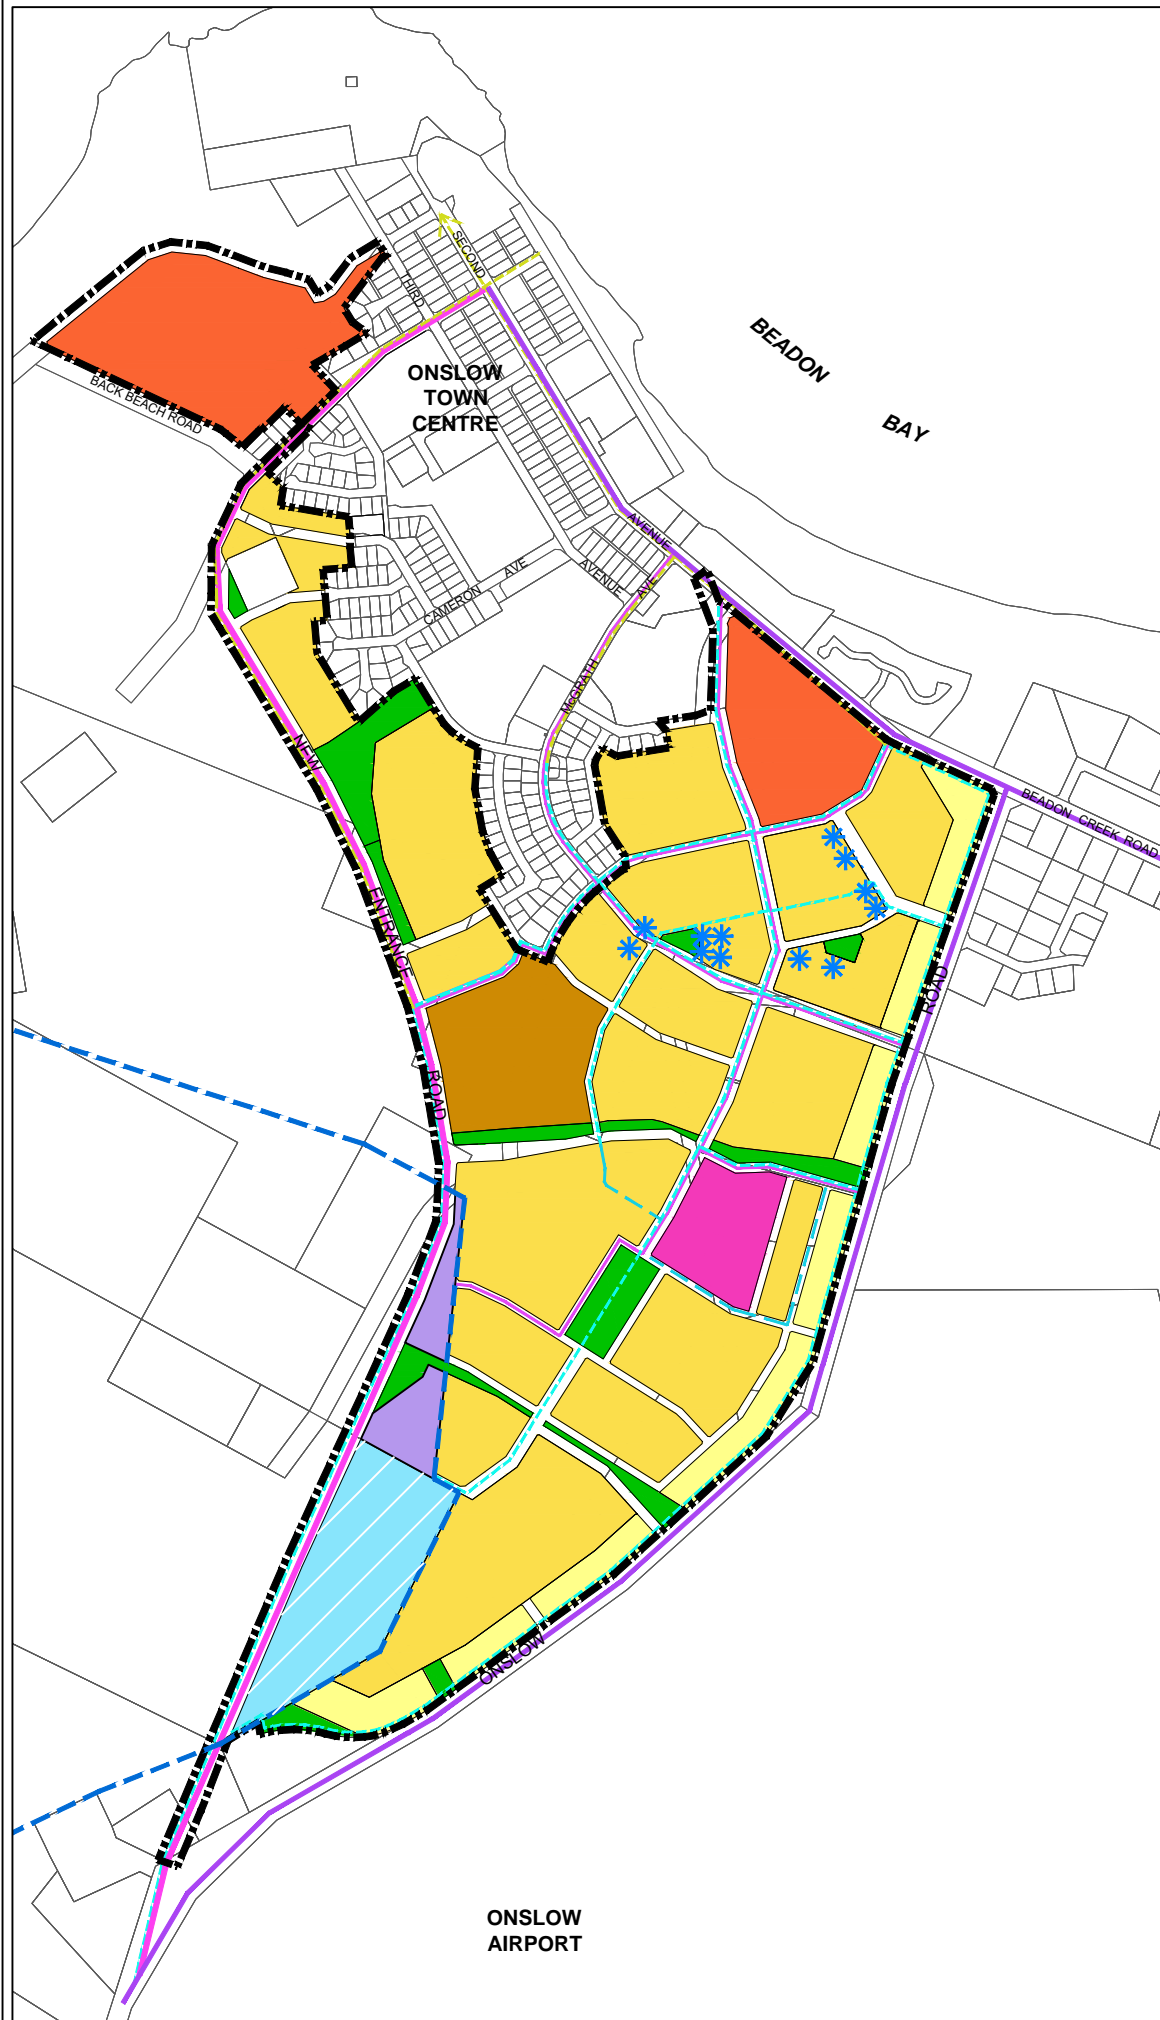 SECOND
THIRD
BEADON
BAY
ONSLOW
TOWN
CENTRE
BACK BEACH ROAD
AVENUE
AVENUE
CAMERON AVE
AVE
McGRATH
NEW
BEADON CREEK ROAD
ENTRANCE
ROAD
ROAD
ONSLOW
ONSLOW
AIRPORT